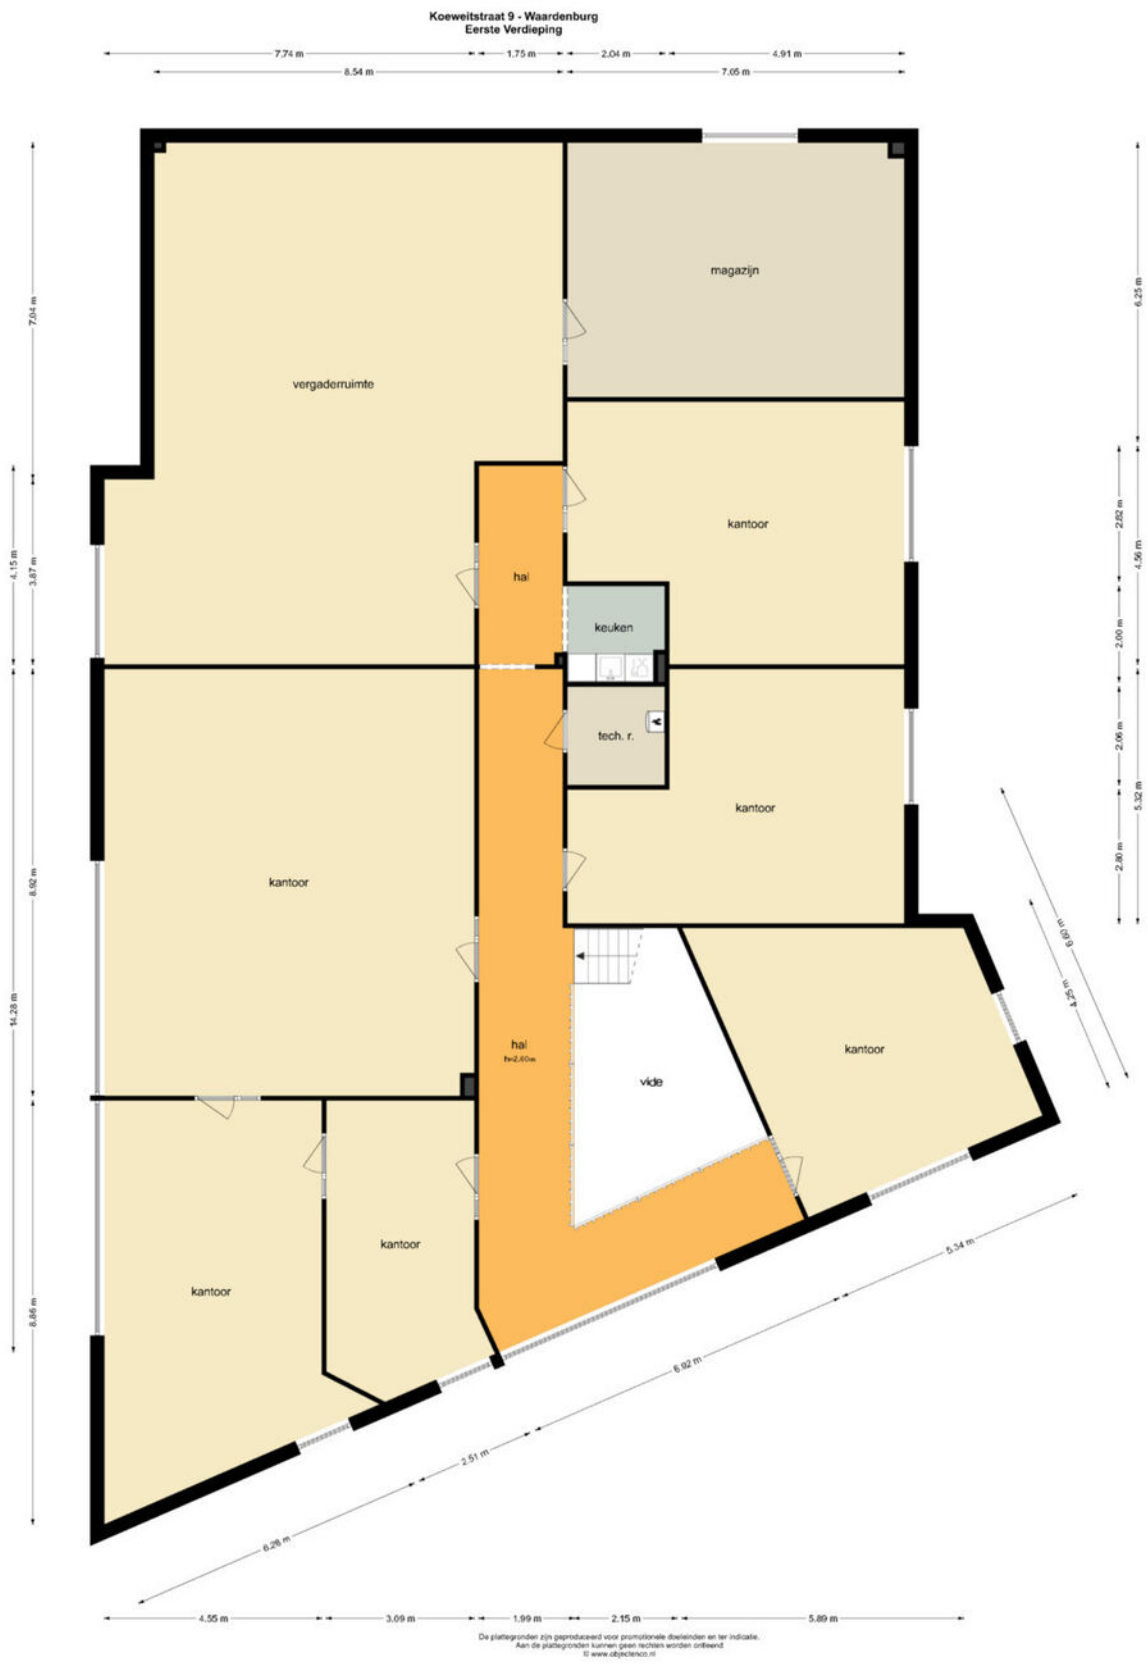 Koeweitstraat 9 - Waardenburg
Eerste Verdieping
7.74 m
1.75 m
2.04 m
4.91 m
8.54 m
7.05 m
magazijn
6.25 m
7.04 m
vergaderruimte
kantoor
2.82 m
4.56 m
4.15 m
3.87 m
hal
keuken
2.00 m
tech. r.
2.06 m
kantoor
5.32 m
2.80 m
kantoor
8.92 m
6.60 m
4.25 m
14.28 m
hal
h=2.60m
kantoor
vide
kantoor
kantoor
5.34 m
8.86 m
6.92 m
2.51 m
6.28 m
4.55 m
3.09 m
1.99 m
2.15 m
5.89 m
De plattegronden zijn geproduceerd voor promotionele doeleinden en ter indicatie.
Aan de plattegronden kunnen geen rechten worden ontleend
© www.objectenco.nl